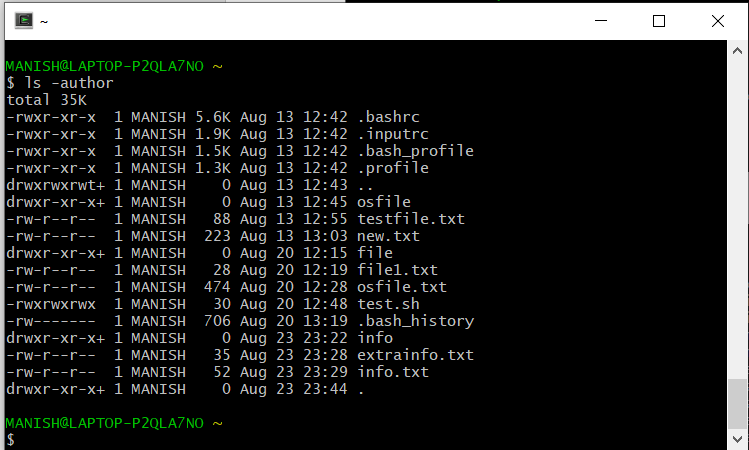 ~
MANISH@LAPTOP-P2QLA7NO ~
$ ls -author
total 35K
-rwxr-xr-x  1 MANISH 5.6K Aug 13 12:42 .bashrc
-rwxr-xr-x  1 MANISH 1.9K Aug 13 12:42 .inputrc
-rwxr-xr-x  1 MANISH 1.5K Aug 13 12:42 .bash_profile
-rwxr-xr-x  1 MANISH 1.3K Aug 13 12:42 .profile
drwxrwxrwt+ 1 MANISH    0 Aug 13 12:43 ..
drwxr-xr-x+ 1 MANISH    0 Aug 13 12:45 osfile
-rw-r--r--  1 MANISH   88 Aug 13 12:55 testfile.txt
-rw-r--r--  1 MANISH  223 Aug 13 13:03 new.txt
drwxr-xr-x+ 1 MANISH    0 Aug 20 12:15 file
-rw-r--r--  1 MANISH   28 Aug 20 12:19 file1.txt
-rw-r--r--  1 MANISH  474 Aug 20 12:28 osfile.txt
-rwxrwxrwx  1 MANISH   30 Aug 20 12:48 test.sh
-rw-------  1 MANISH  706 Aug 20 13:19 .bash_history
drwxr-xr-x+ 1 MANISH    0 Aug 23 23:22 info
-rw-r--r--  1 MANISH   35 Aug 23 23:28 extrainfo.txt
-rw-r--r--  1 MANISH   52 Aug 23 23:29 info.txt
drwxr-xr-x+ 1 MANISH    0 Aug 23 23:44 .
MANISH@LAPTOP-P2QLA7NO ~
$